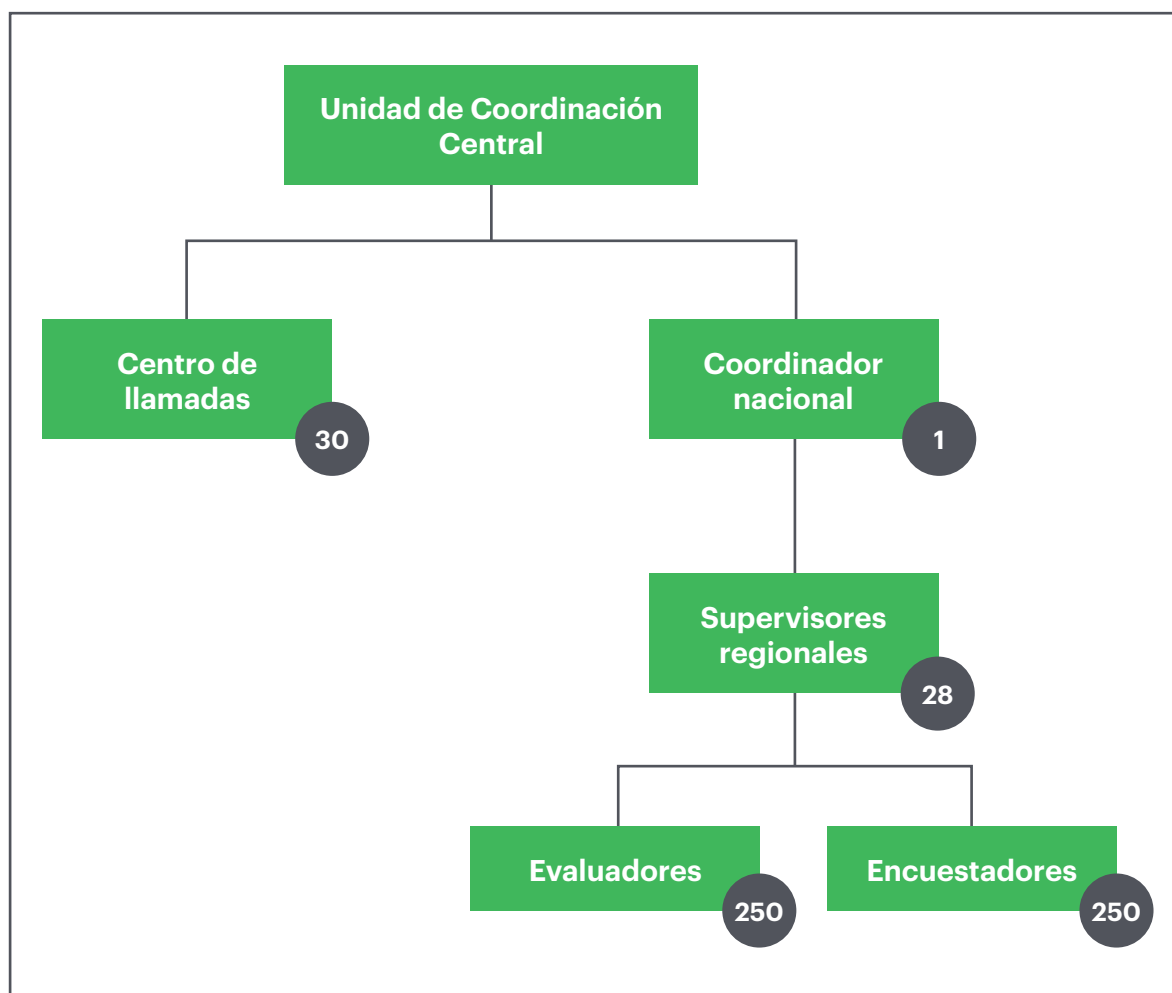 Unidad de Coordinación
Central
Centro de
llamadas
30
Coordinador
nacional
1
Supervisores
regionales
28
Evaluadores
250
Encuestadores
250